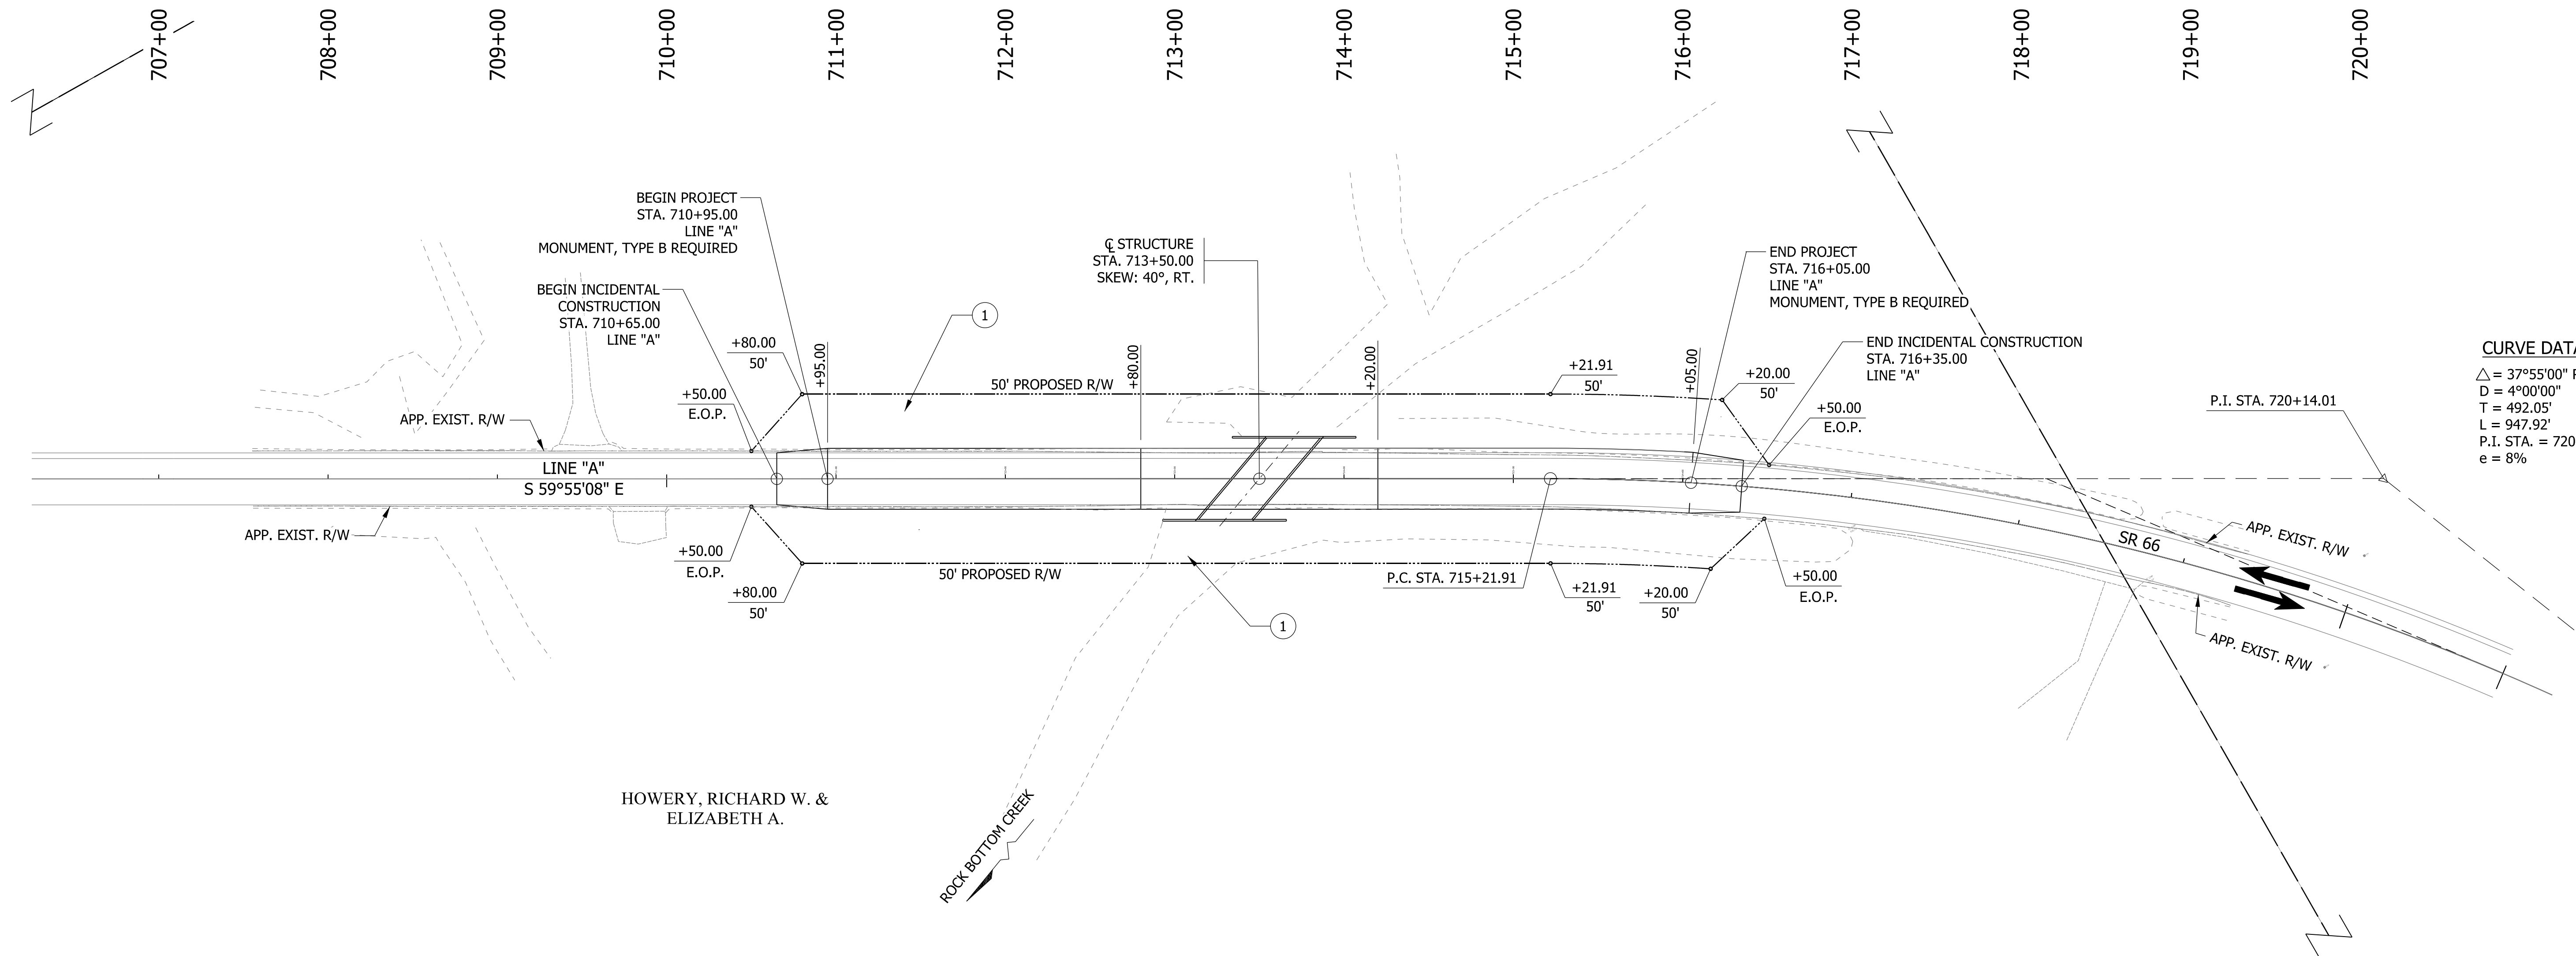 707+00
708+00
709+00
710+00
711+00
712+00
713+00
714+00
715+00
716+00
717+00
718+00
719+00
720+00
BEGIN PROJECT
STA. 710+95.00
LINE "A"
MONUMENT, TYPE B REQUIRED
BEGIN INCIDENTAL
CONSTRUCTION
STA. 710+65.00
LINE "A"
℄ STRUCTURE
STA. 713+50.00
SKEW: 40°, RT.
END PROJECT
STA. 716+05.00
LINE "A"
MONUMENT, TYPE B REQUIRED
END INCIDENTAL CONSTRUCTION
STA. 716+35.00
LINE "A"
1
+80.00
50'
+95.00
+80.00
+20.00
+21.91
50'
+05.00
+20.00
50'
+50.00
E.O.P.
+50.00
E.O.P.
50' PROPOSED R/W
APP. EXIST. R/W
P.I. STA. 720+14.01
CURVE DATA
△ = 37°55'00" R
D = 4°00'00"
T = 492.05'
L = 947.92'
P.I. STA. = 720
e = 8%
LINE "A"
S 59°55'08" E
APP. EXIST. R/W
+50.00
E.O.P.
+80.00
50'
50' PROPOSED R/W
P.C. STA. 715+21.91
+21.91
50'
+20.00
50'
+50.00
E.O.P.
SR 66
APP. EXIST. R/W
APP. EXIST. R/W
1
HOWERY, RICHARD W. &
ELIZABETH A.
ROCK BOTTOM CREEK